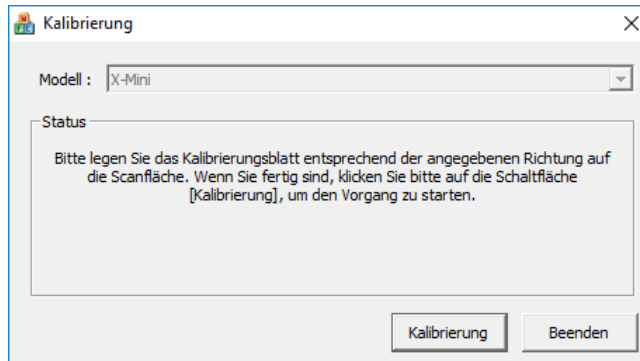 Kalibrierung
Modell : X-Mini
Status
Bitte legen Sie das Kalibrierungsblatt entsprechend der angegebenen Richtung auf
die Scanfläche. Wenn Sie fertig sind, klicken Sie bitte auf die Schaltfläche
[Kalibrierung], um den Vorgang zu starten.
Kalibrierung Beenden